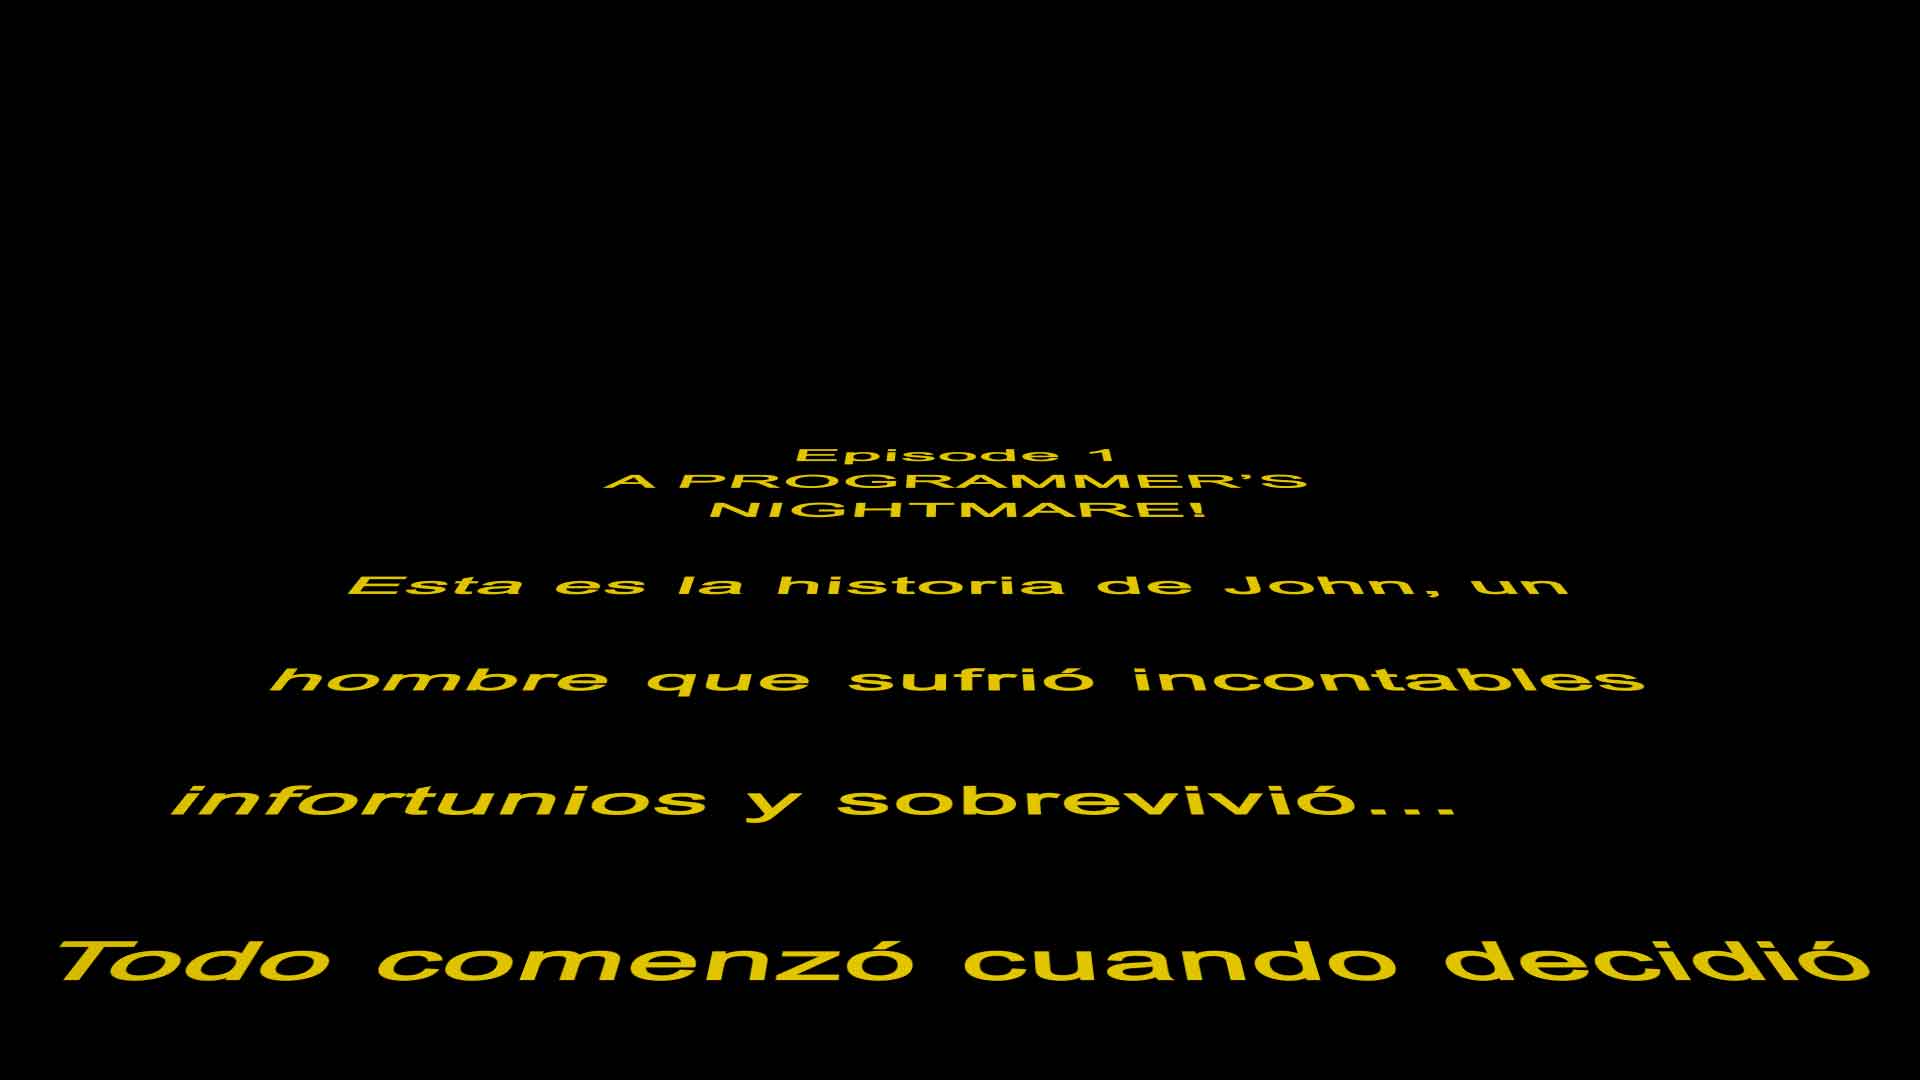 Episode 1
A PROGRAMMER’S
NIGHTMARE!
Esta es la historia de John, un
hombre que sufrió incontables
infortunios y sobrevivió...
Todo comenzó cuando decidió